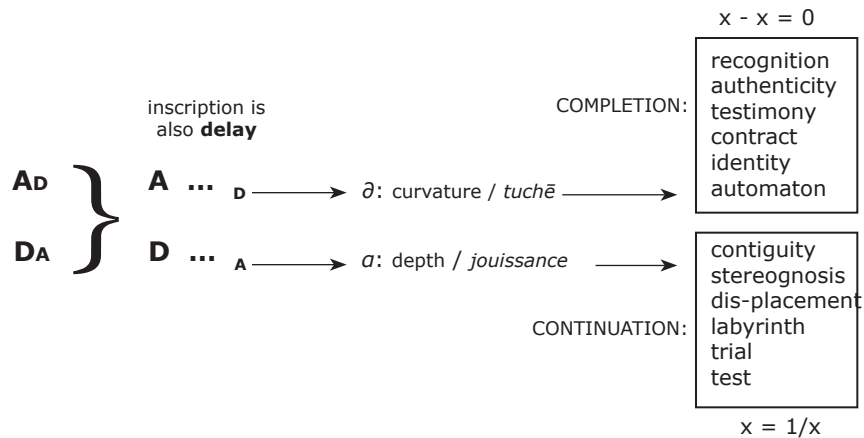 x - x = 0
recognition
authenticity
testimony
contract
identity
automaton
COMPLETION:
inscription is
also delay
AD
A ... D
∂: curvature / tuchē
DA
D ... A
ɑ: depth / jouissance
contiguity
stereognosis
dis-placement
labyrinth
trial
test
CONTINUATION:
x = 1/x